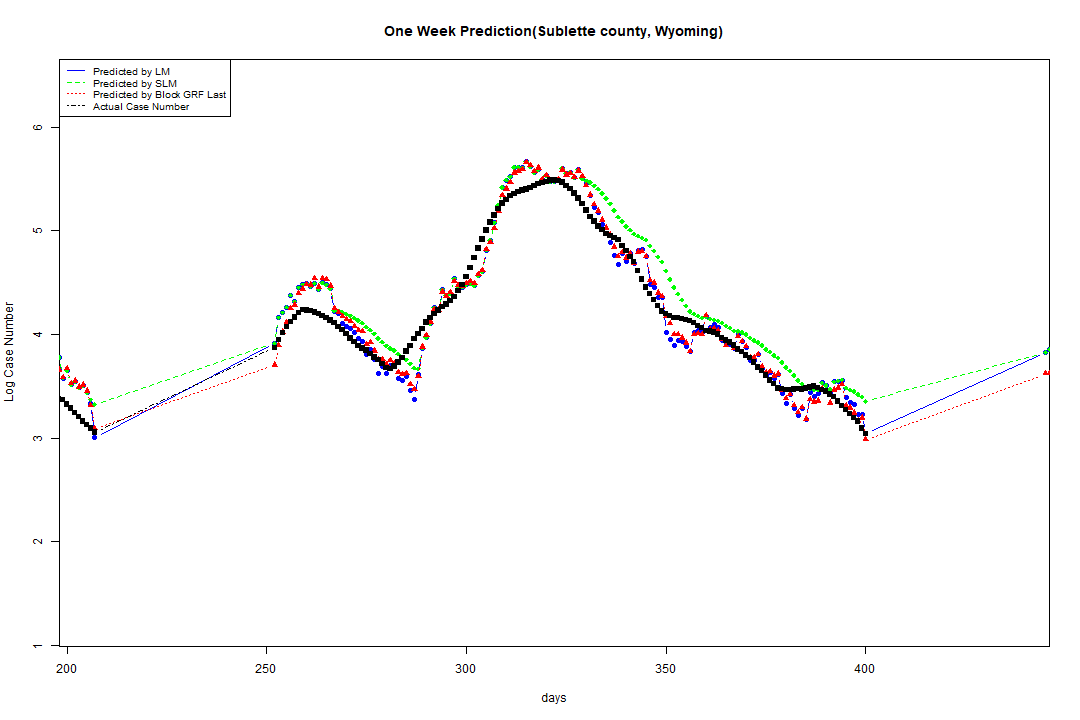 One Week Prediction(Sublette county, Wyoming)
Predicted by LM
Predicted by SLM
Predicted by Block GRF Last
Actual Case Number
Log Case Number
6
5
4
3
2
1
200 250 300 350 400
days